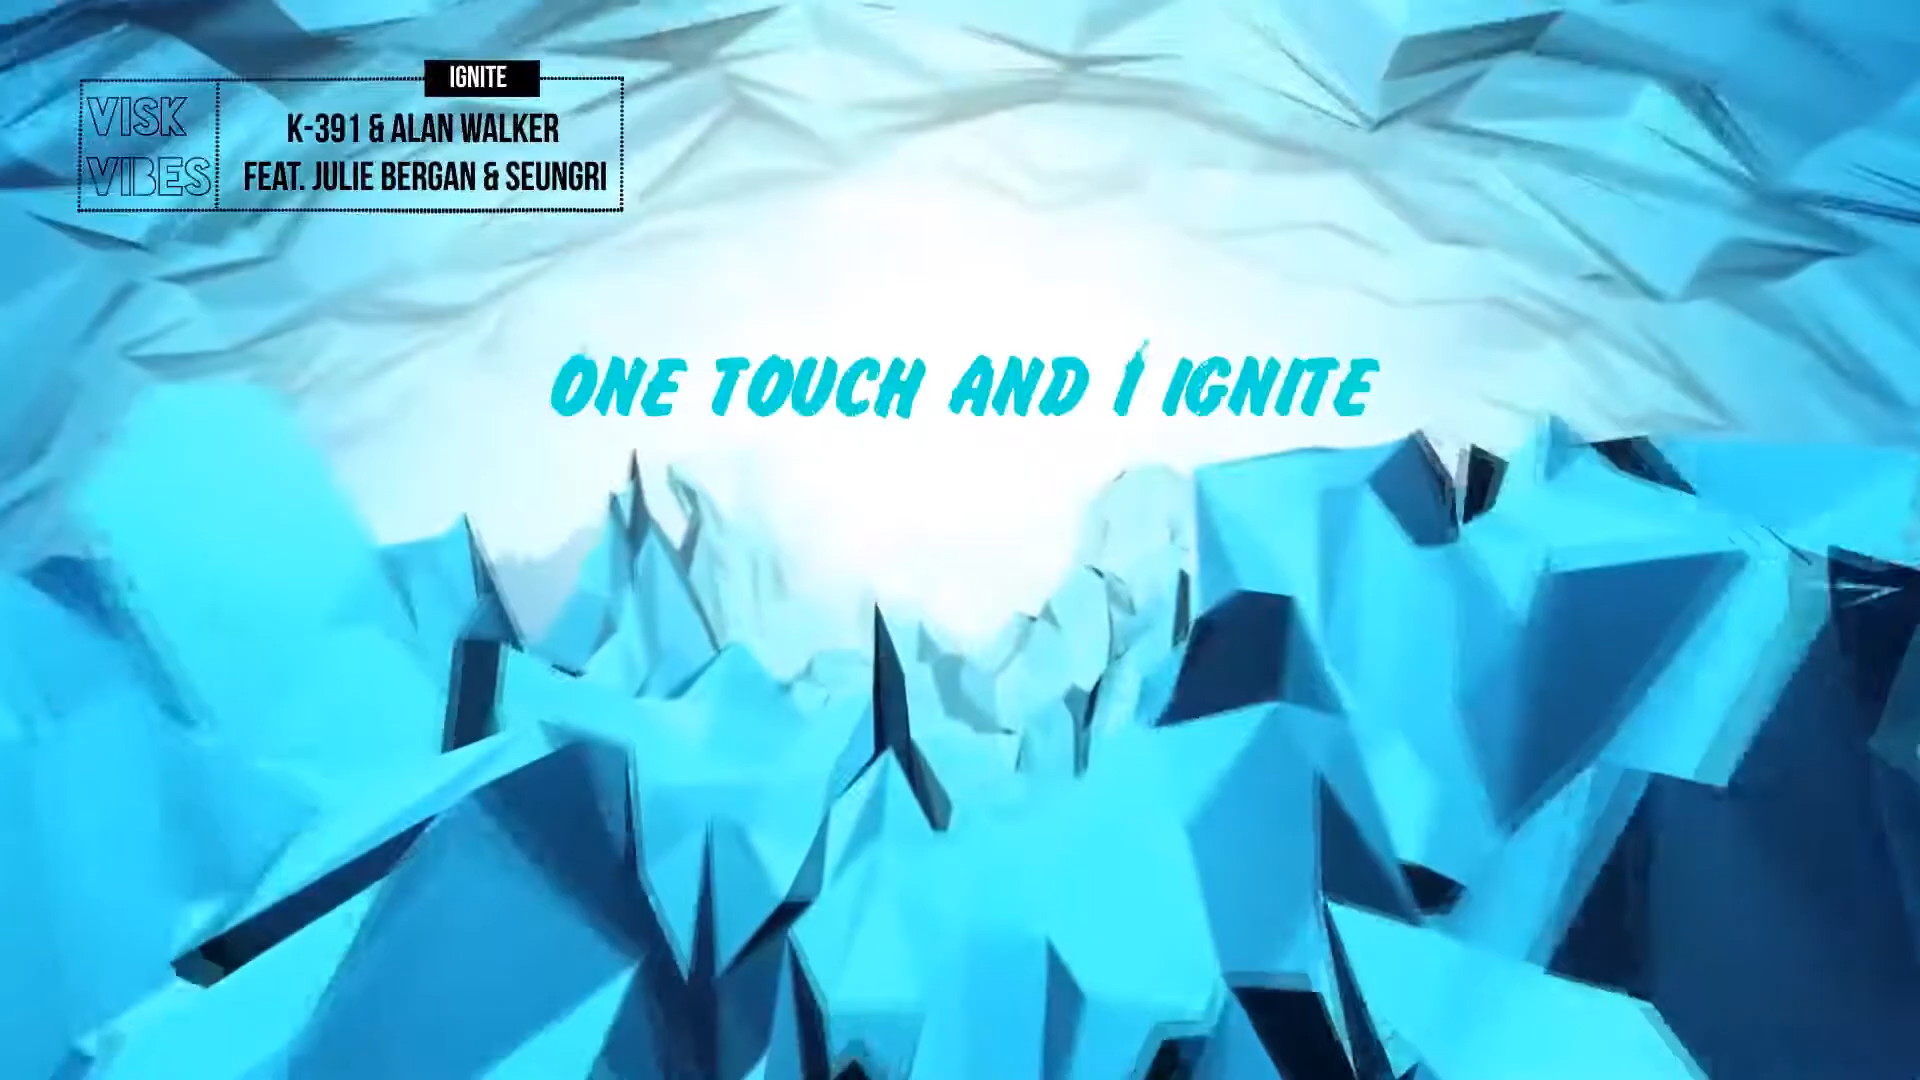 IGNITE
VISK
VIBES
K-391 & ALAN WALKER
FEAT. JULIE BERGAN & SEUNGRI
ONE TOUCH AND I IGNITE